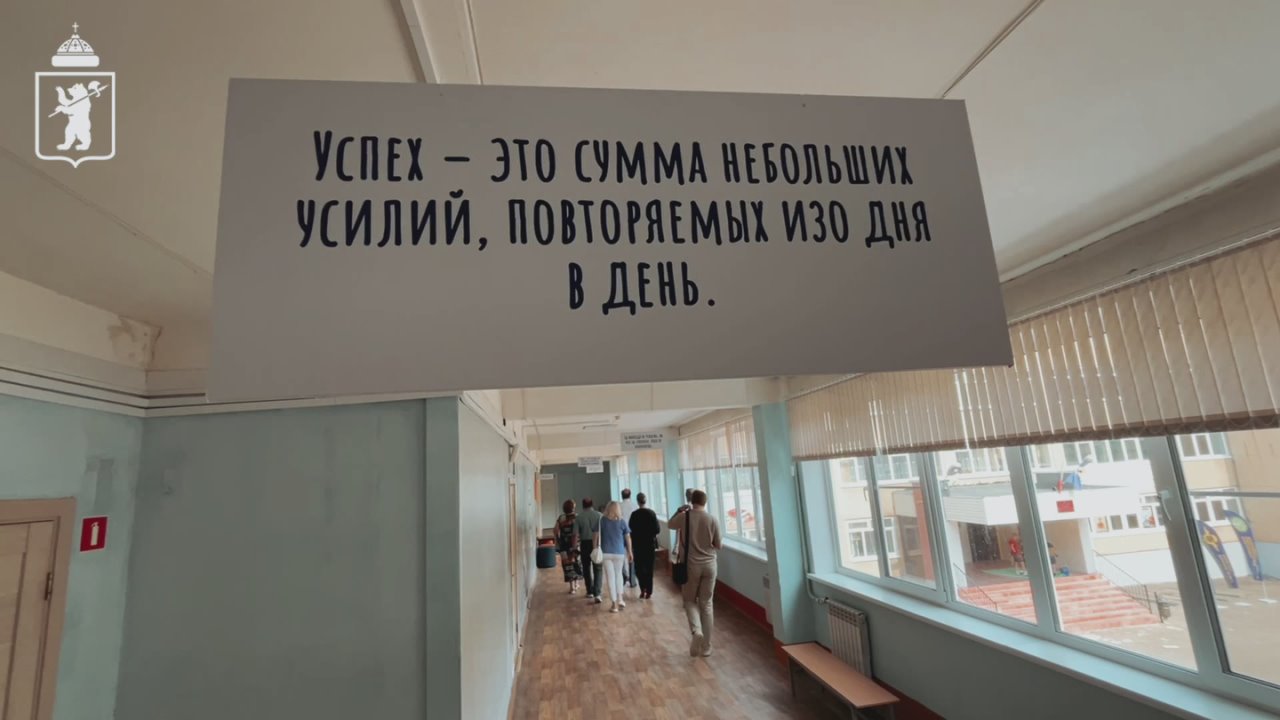 Успех – это сумма небольших
усилий, повторяемых изо дня
в день.